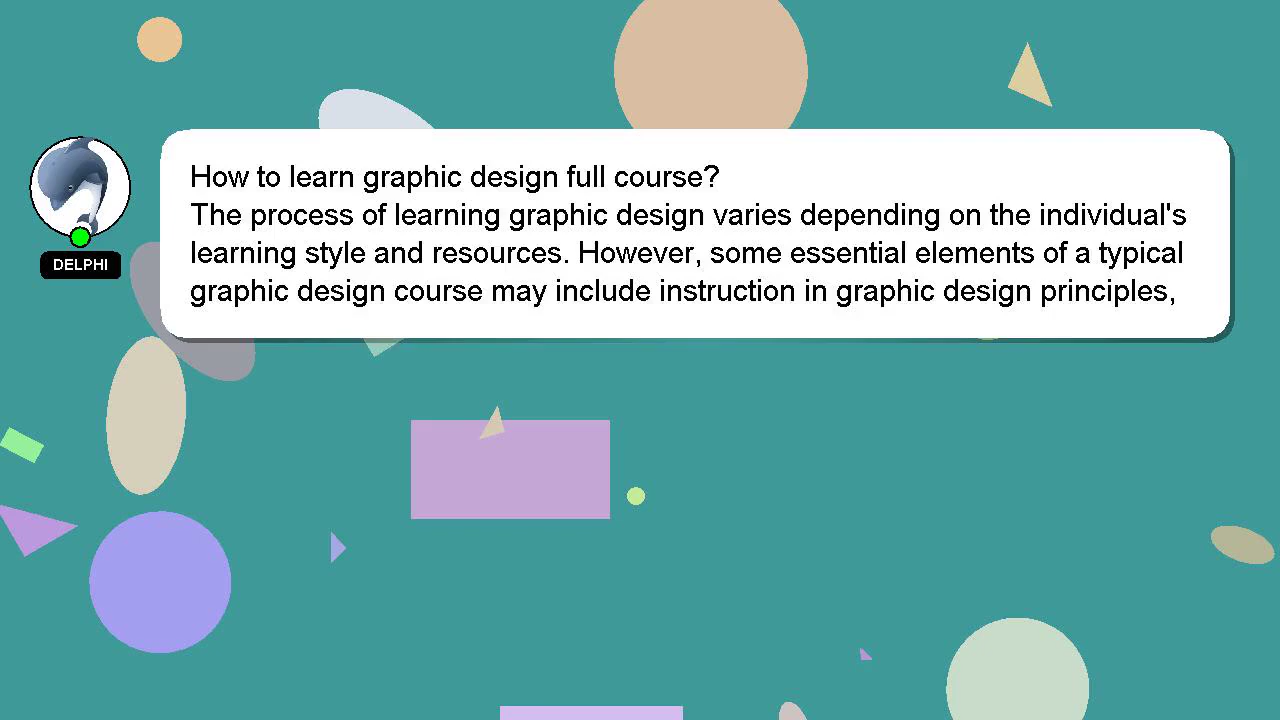 How to learn graphic design full course?
The process of learning graphic design varies depending on the individual's
learning style and resources. However, some essential elements of a typical
graphic design course may include instruction in graphic design principles,
DELPHI